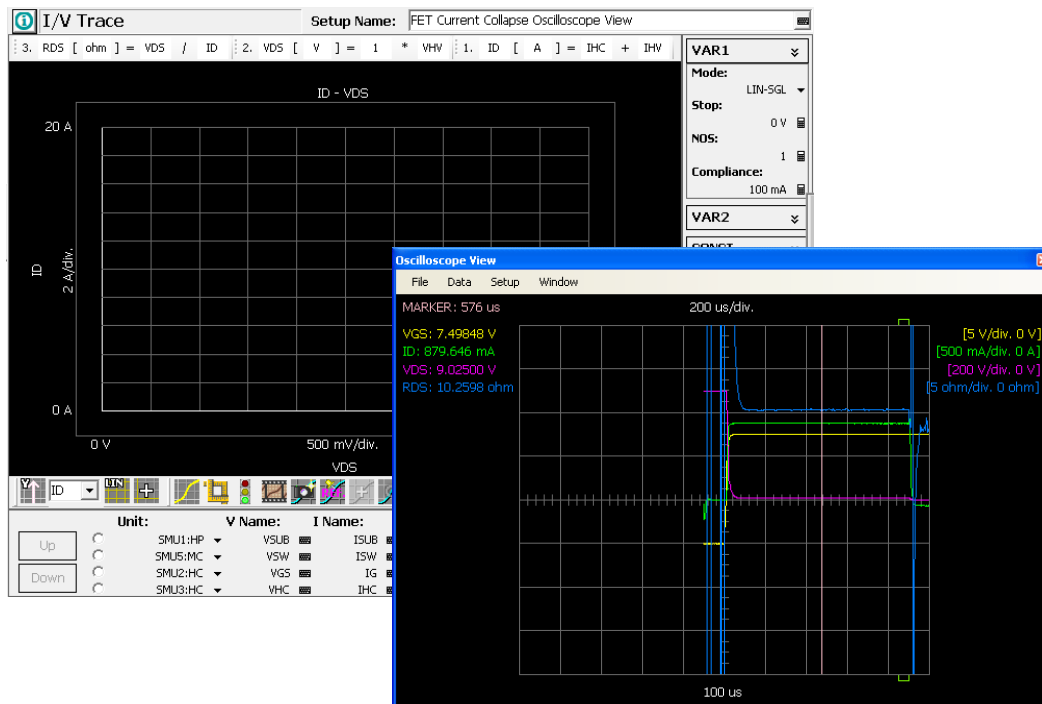 I/V Trace Setup Name: FET Current Collapse Oscilloscope View
3. RDS [ ohm ] = VDS / ID 2. VDS [ V ] = 1 * VHV 1. ID [ A ] = IHC + IHV
VAR1
Mode:
LIN-SGL
Stop:
0 V
NOS:
1
Compliance:
100 mA
VAR2
ID - VDS
20 A
ID
2 A/div.
0 A
0 V 500 mV/div.
VDS
Y ID LIN
Unit: V Name: I Name:
Up
Down
SMU1:HP VSUB ISUB
SMU5:MC VSW ISW
SMU2:HC VGS IG
SMU3:HC VHC IHC
Oscilloscope View
File Data Setup Window
MARKER: 576 us 200 us/div.
VGS: 7.49848 V [5 V/div. 0 V]
ID: 879.646 mA [500 mA/div. 0 A]
VDS: 9.02500 V [200 V/div. 0 V]
RDS: 10.2598 ohm [5 ohm/div. 0 ohm]
100 us